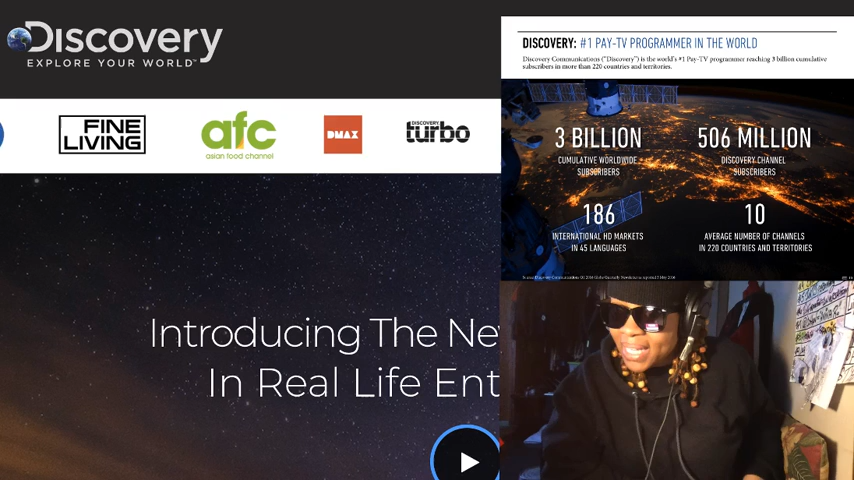 Discovery
EXPLORE YOUR WORLD™
FINE
LIVING
afc
asian food channel
DMAX
DISCOVERY
turbo
Introducing The Ne
In Real Life Ent
DISCOVERY: #1 PAY-TV PROGRAMMER IN THE WORLD
Discovery Communications ("Discovery") is the world's #1 Pay-TV programmer reaching 3 billion cumulative
subscribers in more than 220 countries and territories.
3 BILLION
CUMULATIVE WORLDWIDE
SUBSCRIBERS
506 MILLION
DISCOVERY CHANNEL
SUBSCRIBERS
186
INTERNATIONAL HD MARKETS
IN 45 LANGUAGES
10
AVERAGE NUMBER OF CHANNELS
IN 220 COUNTRIES AND TERRITORIES